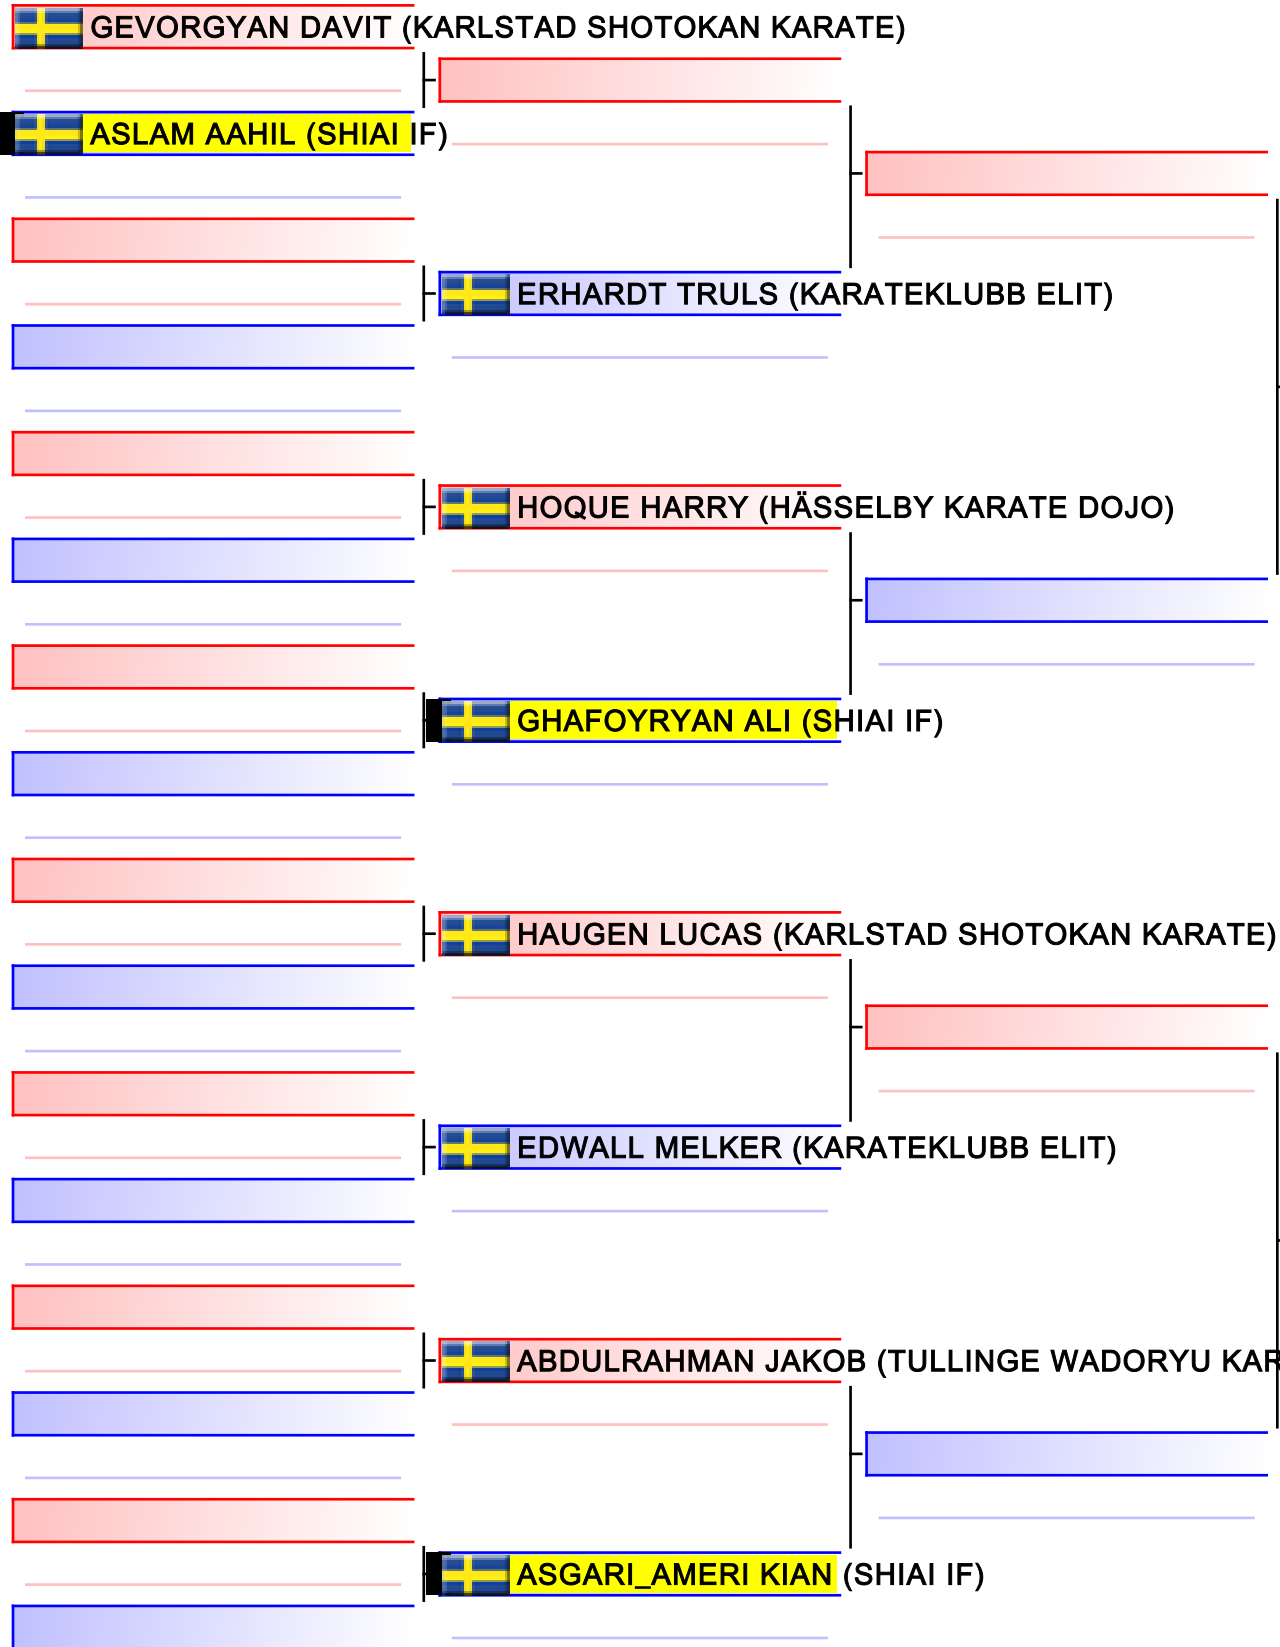 GEVORGYAN DAVIT (KARLSTAD SHOTOKAN KARATE)
ASLAM AAHIL (SHIAI IF)
ERHARDT TRULS (KARATEKLUBB ELIT)
HOQUE HARRY (HÄSSELBY KARATE DOJO)
GHAFOYRYAN ALI (SHIAI IF)
HAUGEN LUCAS (KARLSTAD SHOTOKAN KARATE)
EDWALL MELKER (KARATEKLUBB ELIT)
ABDULRAHMAN JAKOB (TULLINGE WADORYU KAR
ASGARI_AMERI KIAN (SHIAI IF)